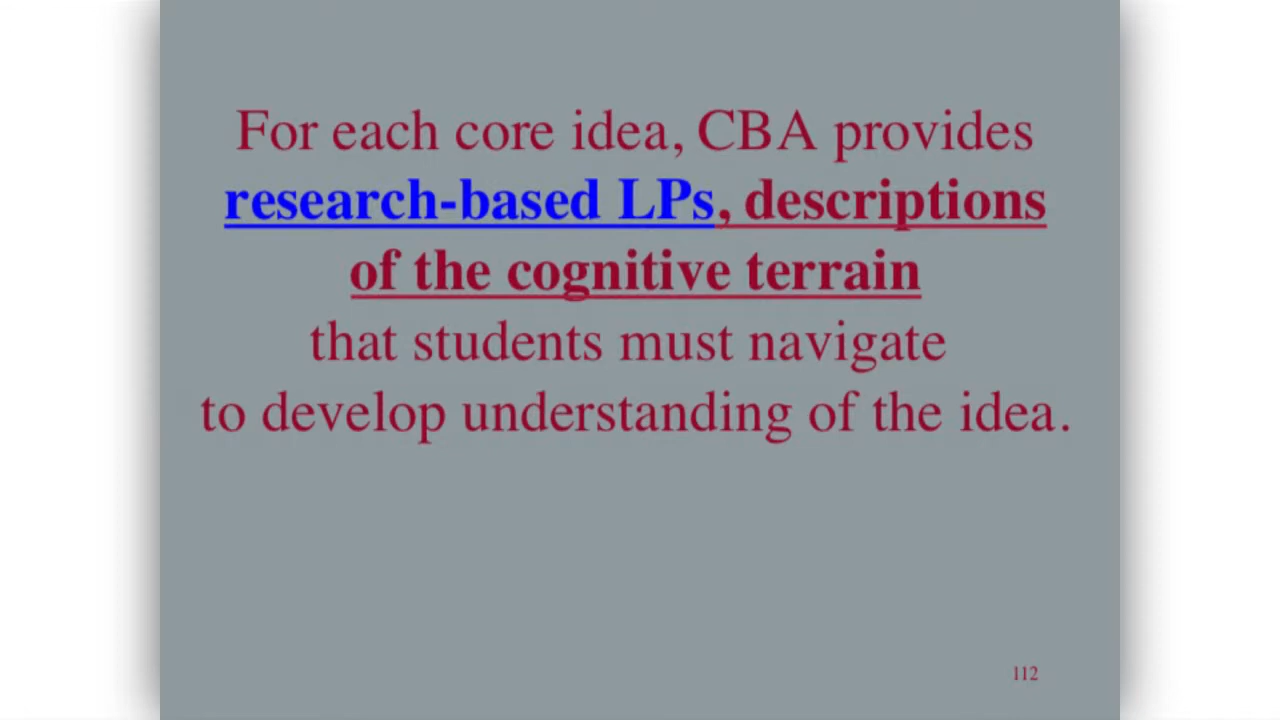 For each core idea, CBA provides
research-based LPs, descriptions
of the cognitive terrain
that students must navigate
to develop understanding of the idea.
112